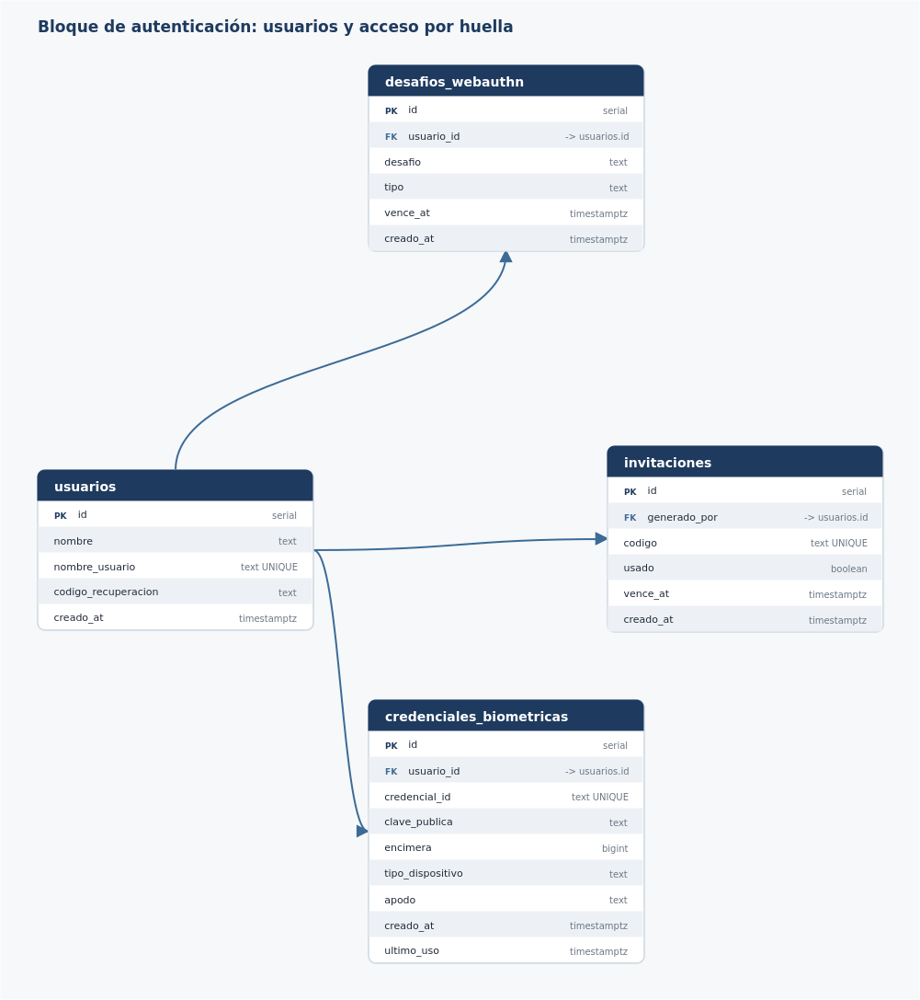 Bloque de autenticación: usuarios y acceso por huella
desafios_webauthn
PK id serial
FK usuario_id -> usuarios.id
desafio text
tipo text
vence_at timestamptz
creado_at timestamptz
usuarios
PK id serial
nombre text
nombre_usuario text UNIQUE
codigo_recuperacion text
creado_at timestamptz
invitaciones
PK id serial
FK generado_por -> usuarios.id
codigo text UNIQUE
usado boolean
vence_at timestamptz
creado_at timestamptz
credenciales_biometricas
PK id serial
FK usuario_id -> usuarios.id
credencial_id text UNIQUE
clave_publica text
encimera bigint
tipo_dispositivo text
apodo text
creado_at timestamptz
ultimo_uso timestamptz